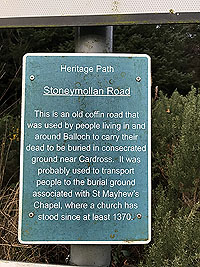 Heritage Path
Stoneymollan Road
This is an old coffin road that
was used by people living in and
around Balloch to carry their
dead to be buried in consecrated
ground near Cardross. It was
probably used to transport
people to the burial ground
associated with St Mayhew's
Chapel, where a church has
stood since at least 1370.